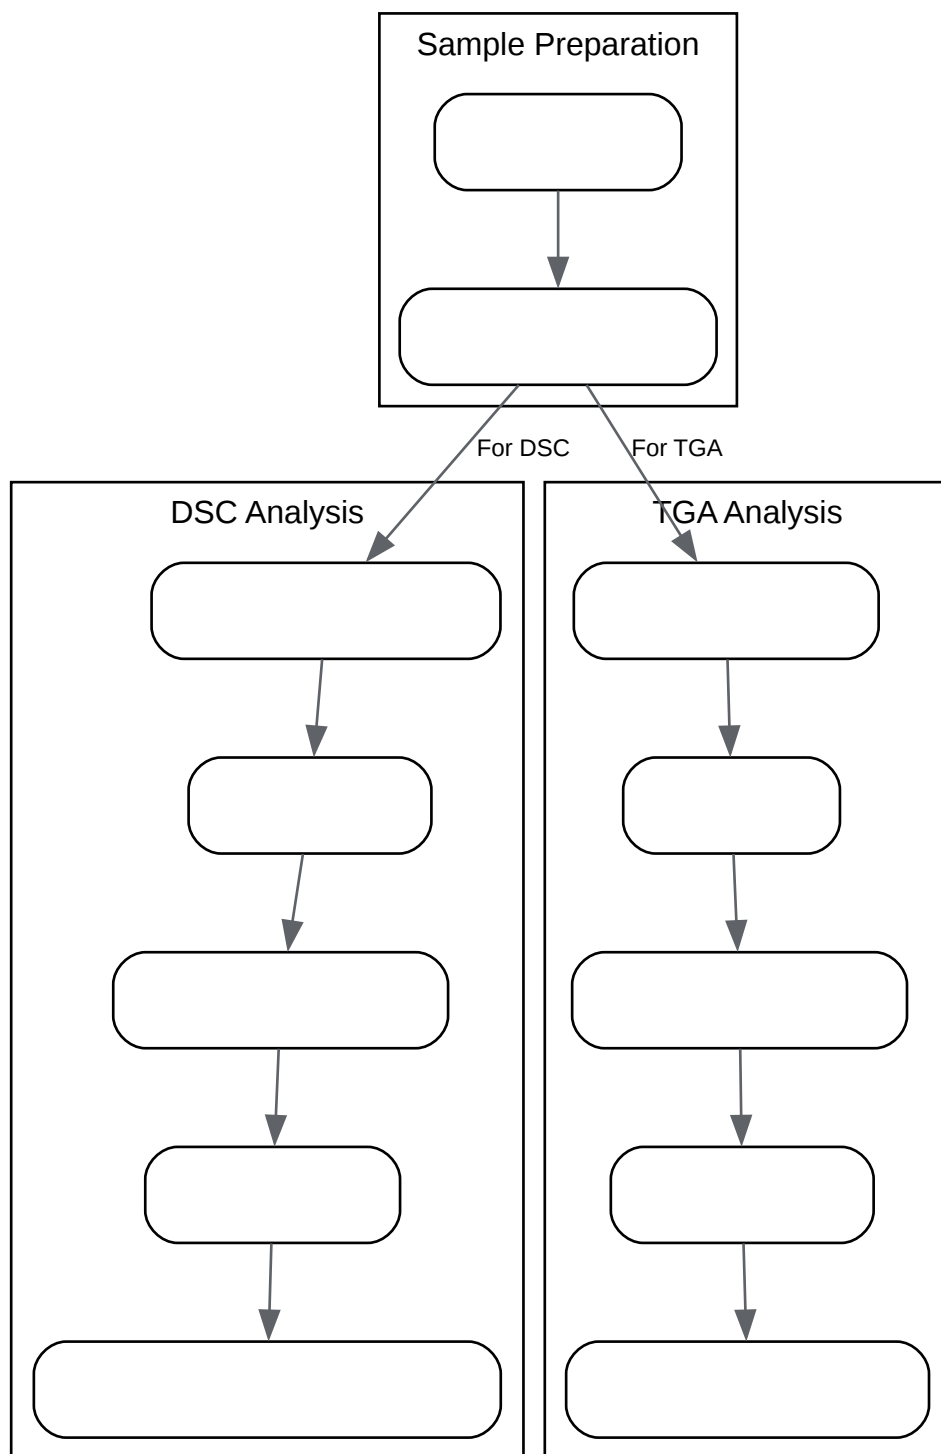 Sample Preparation
For DSC
For TGA
DSC Analysis
TGA Analysis